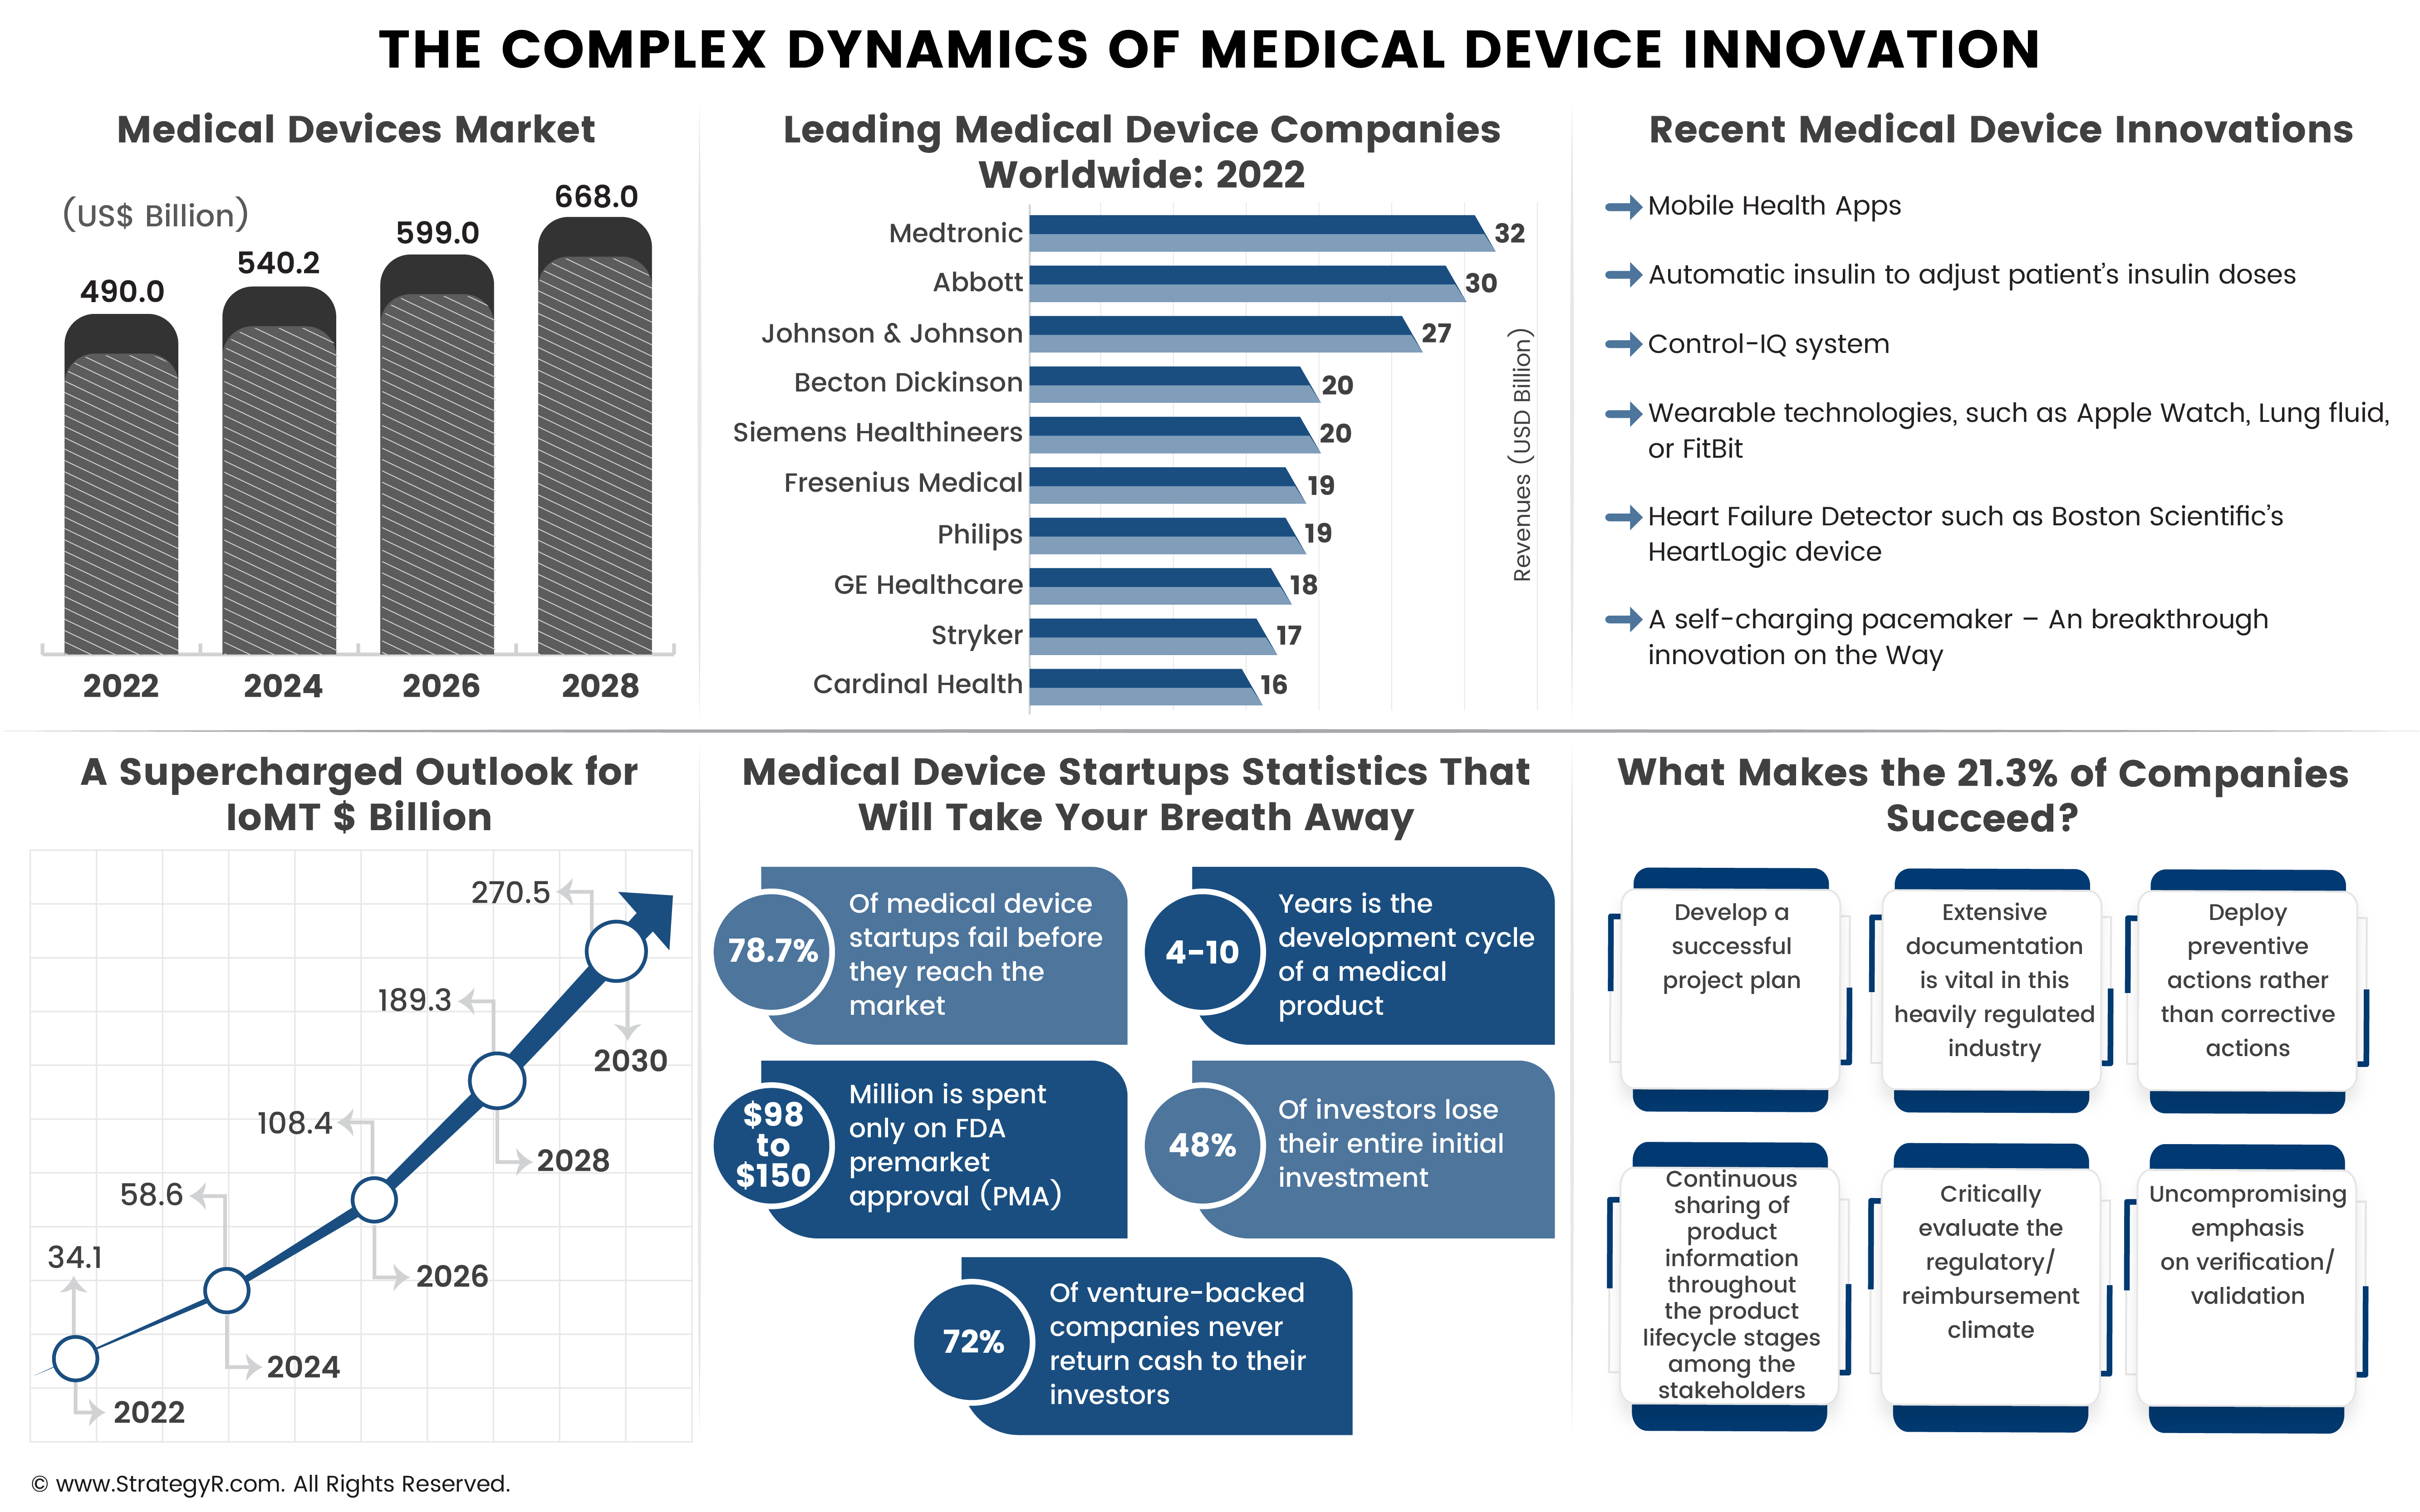 THE COMPLEX DYNAMICS OF MEDICAL DEVICE INNOVATION
Medical Devices Market
(US$ Billion)
490.0
540.2
599.0
668.0
2022
2024
2026
2028
Leading Medical Device Companies
Worldwide: 2022
Medtronic 32
Abbott 30
Johnson & Johnson 27
Becton Dickinson 20
Siemens Healthineers 20
Fresenius Medical 19
Philips 19
GE Healthcare 18
Stryker 17
Cardinal Health 16
Revenues (USD Billion)
Recent Medical Device Innovations
Mobile Health Apps
Automatic insulin to adjust patient's insulin doses
Control-IQ system
Wearable technologies, such as Apple Watch, Lung fluid,
or FitBit
Heart Failure Detector such as Boston Scientific's
HeartLogic device
A self-charging pacemaker – An breakthrough
innovation on the Way
A Supercharged Outlook for
IoMT $ Billion
34.1
2022
58.6
2024
108.4
2026
189.3
2028
270.5
2030
Medical Device Startups Statistics That
Will Take Your Breath Away
78.7%
Of medical device
startups fail before
they reach the
market
4-10
Years is the
development cycle
of a medical
product
$98
to
$150
Million is spent
only on FDA
premarket
approval (PMA)
48%
Of investors lose
their entire initial
investment
72%
Of venture-backed
companies never
return cash to their
investors
What Makes the 21.3% of Companies
Succeed?
Develop a
successful
project plan
Extensive
documentation
is vital in this
heavily regulated
industry
Deploy
preventive
actions rather
than corrective
actions
Continuous
sharing of
product
information
throughout
the product
lifecycle stages
among the
stakeholders
Critically
evaluate the
regulatory/
reimbursement
climate
Uncompromising
emphasis
on verification/
validation
© www.StrategyR.com. All Rights Reserved.